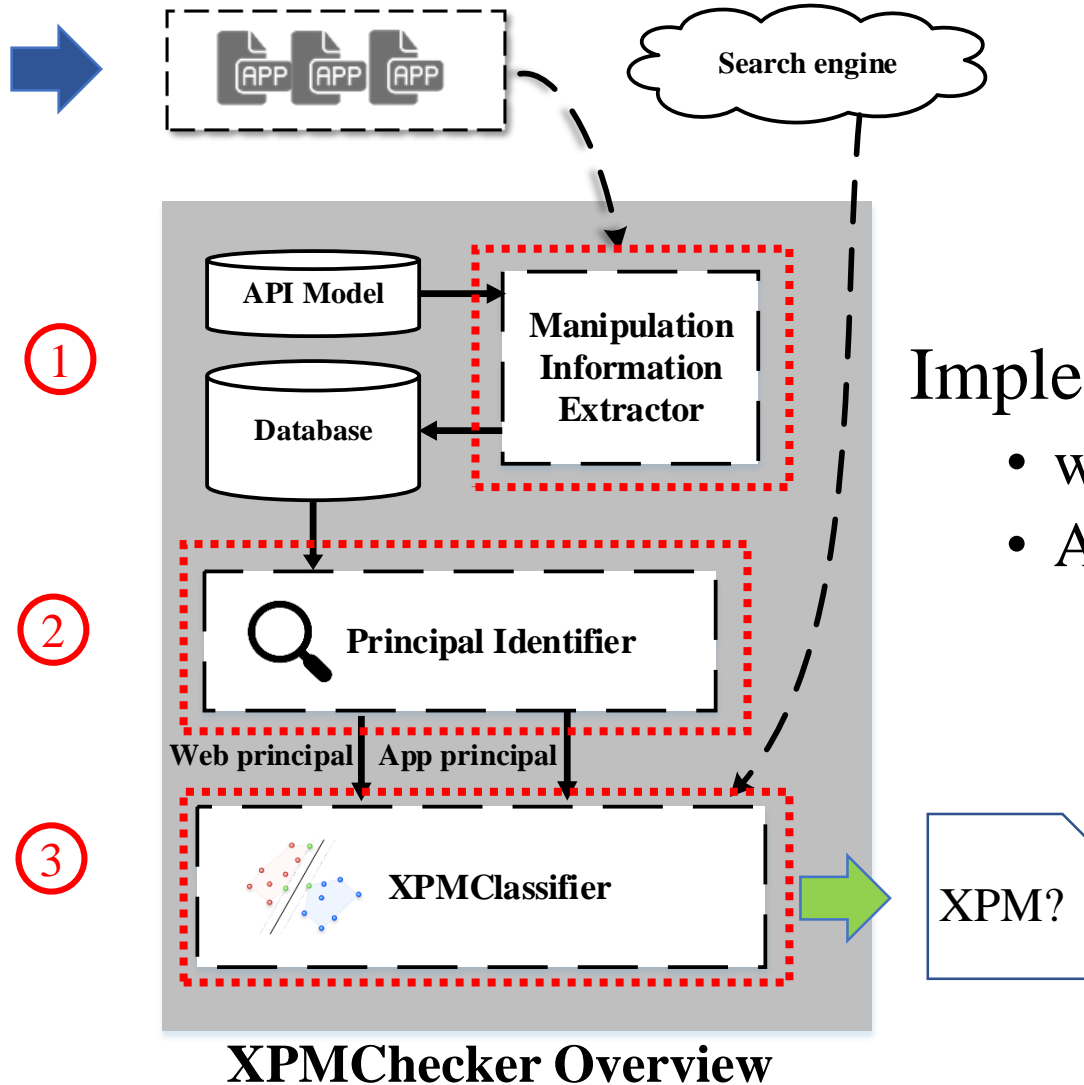 APP APP APP
Search engine
API Model
Manipulation
Information
Extractor
1
Database
Imple
• w
• A
2
Principal Identifier
Web principal
App principal
3
XPMClassifier
XPM?
XPMChecker Overview